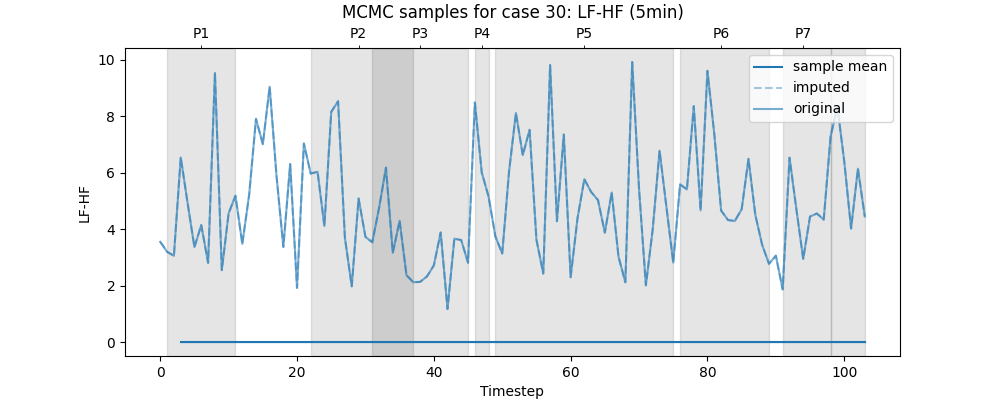 MCMC samples for case 30: LF-HF (5min)
P1 P2 P3 P4 P5 P6 P7
10
8
6
4
2
0
LF-HF
sample mean
imputed
original
0 20 40 60 80 100
Timestep